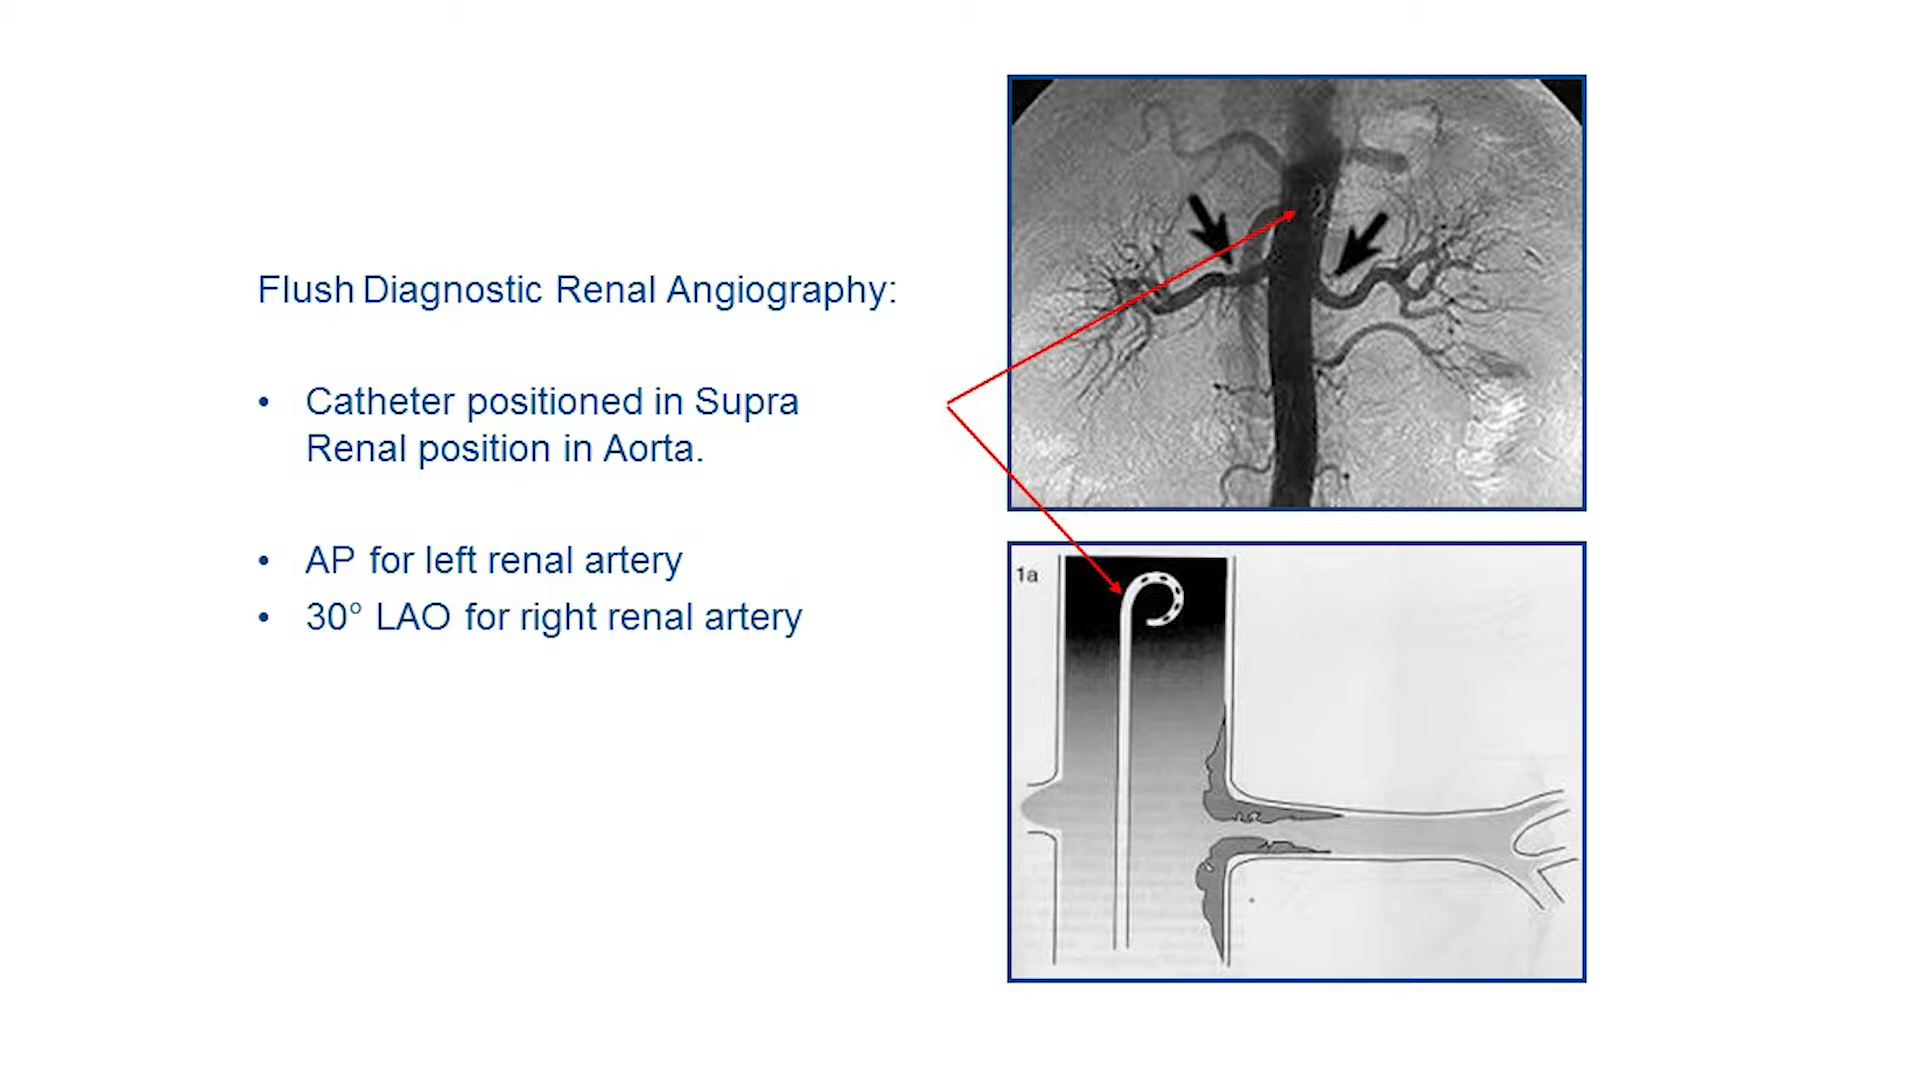 Flush Diagnostic Renal Angiography:
• Catheter positioned in Supra
Renal position in Aorta.
• AP for left renal artery
• 30° LAO for right renal artery
1a